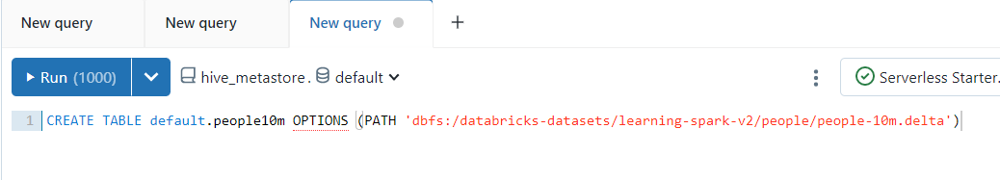 New query New query New query
Run (1000) hive_metastore. default Serverless Starter.
1 CREATE TABLE default.people10m OPTIONS (PATH 'dbfs:/databricks-datasets/learning-spark-v2/people/people-10m.delta')